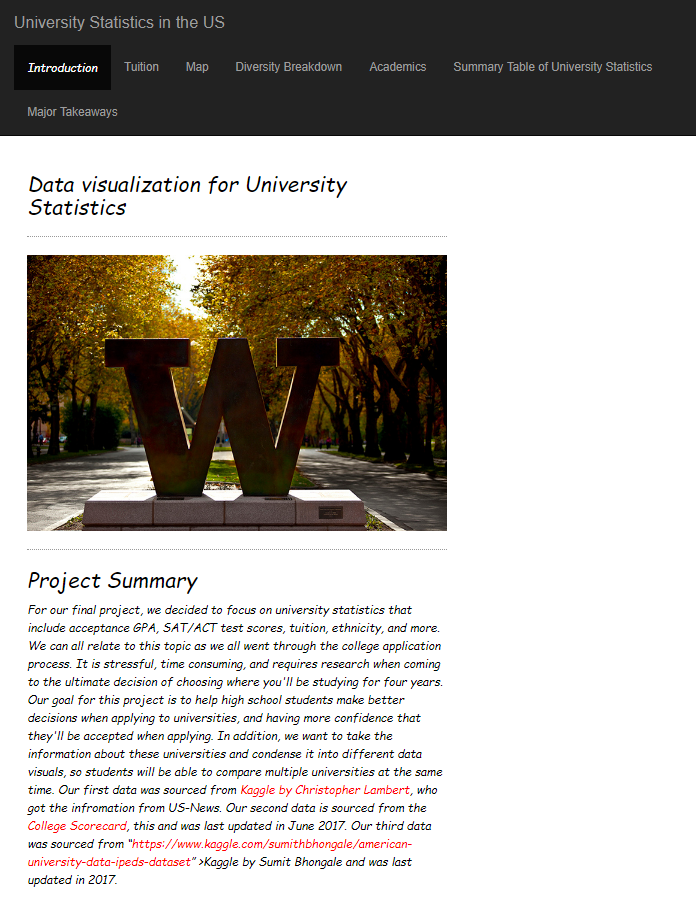 University Statistics in the US
Introduction Tuition Map Diversity Breakdown Academics Summary Table of University Statistics
Major Takeaways
Data visualization for University
Statistics
W
Project Summary
For our final project, we decided to focus on university statistics that
include acceptance GPA, SAT/ACT test scores, tuition, ethnicity, and more.
We can all relate to this topic as we all went through the college application
process. It is stressful, time consuming, and requires research when coming
to the ultimate decision of choosing where you'll be studying for four years.
Our goal for this project is to help high school students make better
decisions when applying to universities, and having more confidence that
they'll be accepted when applying. In addition, we want to take the
information about these universities and condense it into different data
visuals, so students will be able to compare multiple universities at the same
time. Our first data was sourced from Kaggle by Christopher Lambert, who
got the infromation from US-News. Our second data is sourced from the
College Scorecard, this and was last updated in June 2017. Our third data
was sourced from "https://www.kaggle.com/sumithbhongale/american-
university-data-ipeds-dataset" >Kaggle by Sumit Bhongale and was last
updated in 2017.